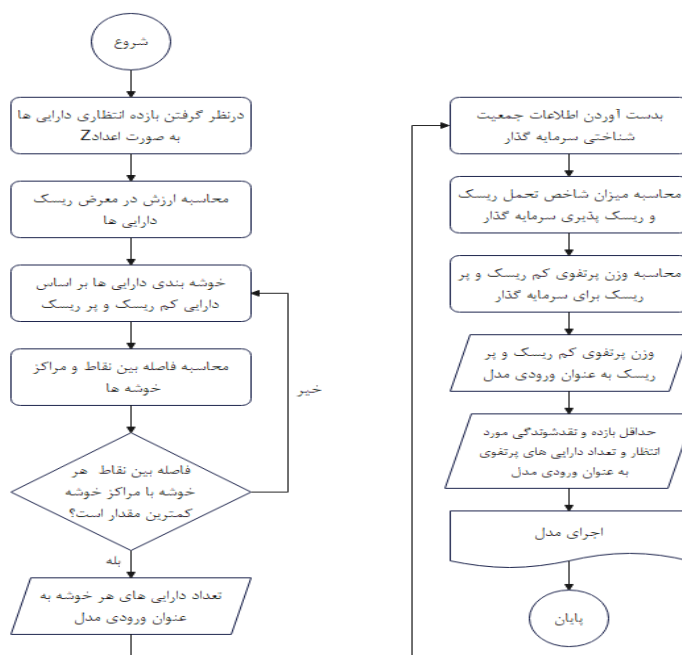 شروع
درنظر گرفتن بازده انتظاری دارایی ها
به صورت اعدادZ
محاسبه ارزش در معرض ریسک
دارایی ها
خوشه بندی دارایی ها بر اساس
دارایی کم ریسک و پر ریسک
محاسبه فاصله بین نقاط و مراکز
خوشه ها
خیر
فاصله بین نقاط هر
خوشه با مراکز خوشه
کمترین مقدار است؟
بله
تعداد دارایی های هر خوشه به
عنوان ورودی مدل
بدست آوردن اطلاعات جمعیت
شناختی سرمایه گذار
محاسبه میزان شاخص تحمل ریسک
و ریسک پذیری سرمایه گذار
محاسبه وزن پرتفوی کم ریسک و پر
ریسک برای سرمایه گذار
وزن پرتفوی کم ریسک و پر
ریسک به عنوان ورودی مدل
حداقل بازده و نقدشوندگی مورد
انتظار و تعداد دارایی های پرتفوی
به عنوان ورودی مدل
اجرای مدل
پایان